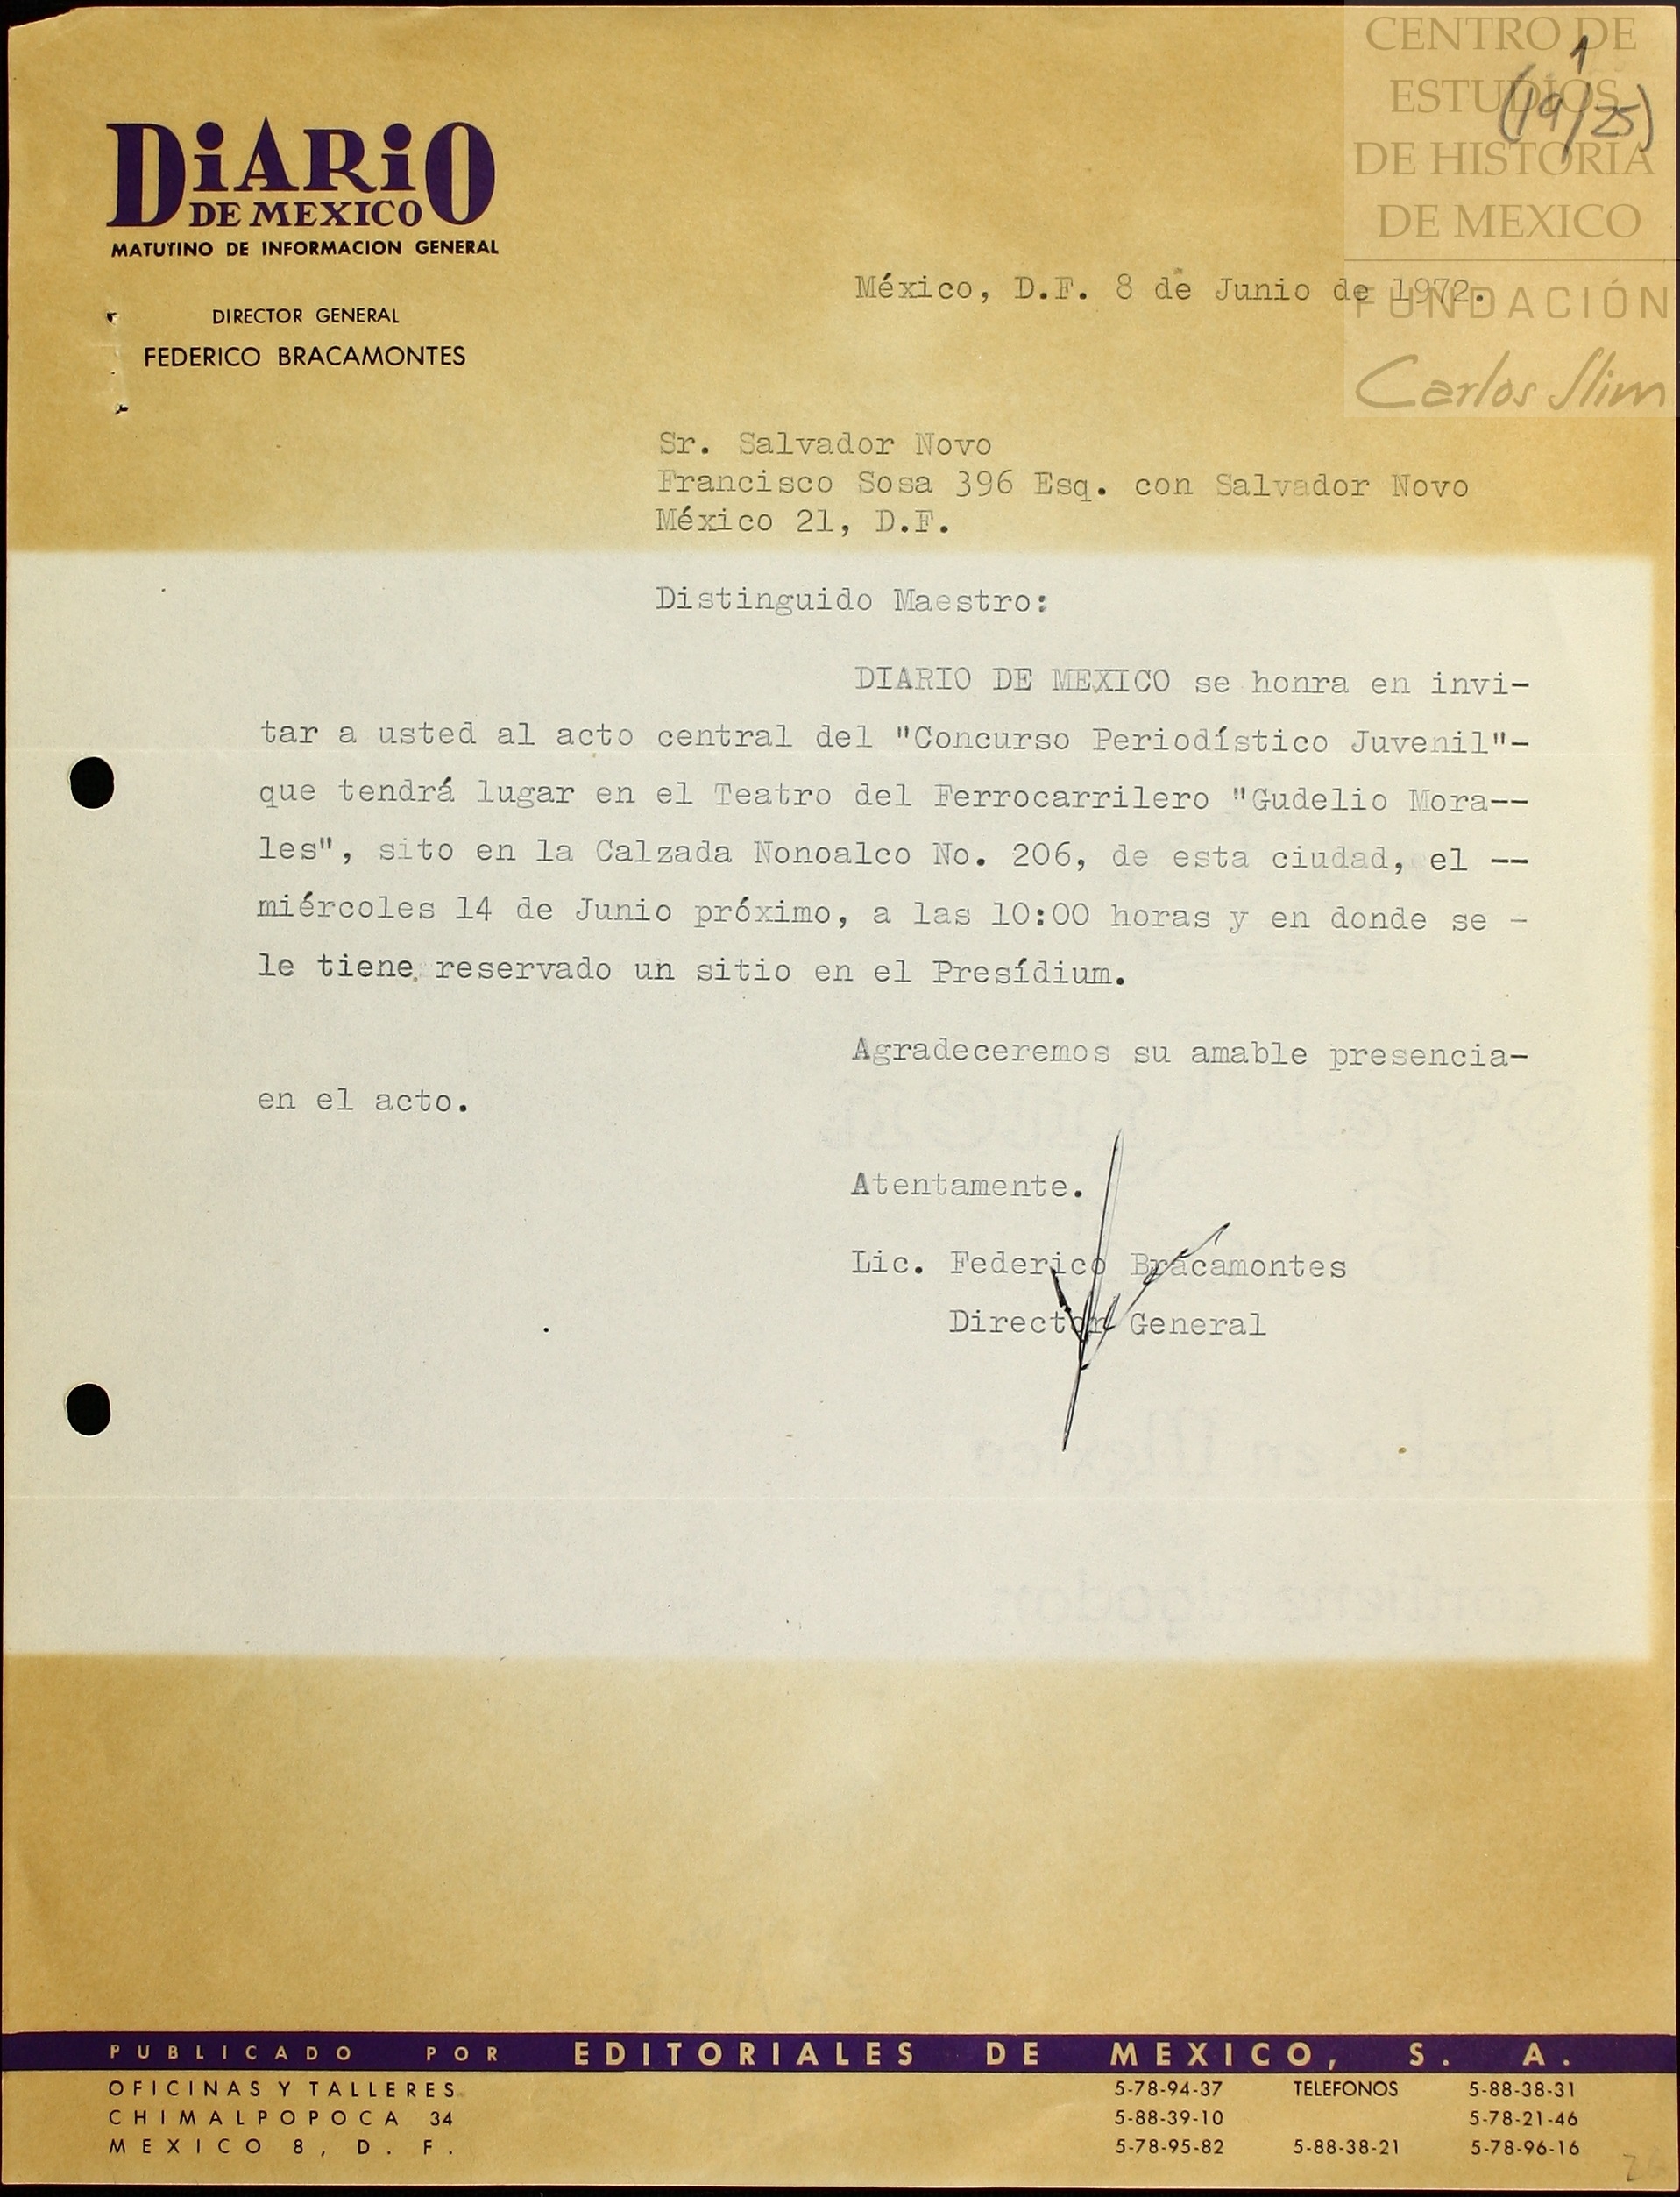 CENTRO DE
ESTUDIOS
DE HISTORIA
DE MEXICO
FUNDACIÓN
Carlos Slim
1
(19/25)
DiARiO
DE MEXICO
MATUTINO DE INFORMACION GENERAL
DIRECTOR GENERAL
FEDERICO BRACAMONTES
México, D.F. 8 de Junio de 1972.
Sr. Salvador Novo
Francisco Sosa 396 Esq. con Salvador Novo
México 21, D.F.
Distinguido Maestro:
DIARIO DE MEXICO se honra en invi-
tar a usted al acto central del "Concurso Periodístico Juvenil"-
que tendrá lugar en el Teatro del Ferrocarrilero "Gudelio Mora--
les", sito en la Calzada Nonoalco No. 206, de esta ciudad, el --
miércoles 14 de Junio próximo, a las 10:00 horas y en donde se -
le tiene reservado un sitio en el Presídium.
Agradeceremos su amable presencia-
en el acto.
Atentamente.
Lic. Federico Bracamontes
Director General
PUBLICADO POR EDITORIALES DE MEXICO, S. A.
OFICINAS Y TALLERES 5-78-94-37 TELEFONOS 5-88-38-31
CHIMALPOPOCA 34 5-88-39-10 5-78-21-46
MEXICO 8, D. F. 5-78-95-82 5-88-38-21 5-78-96-16